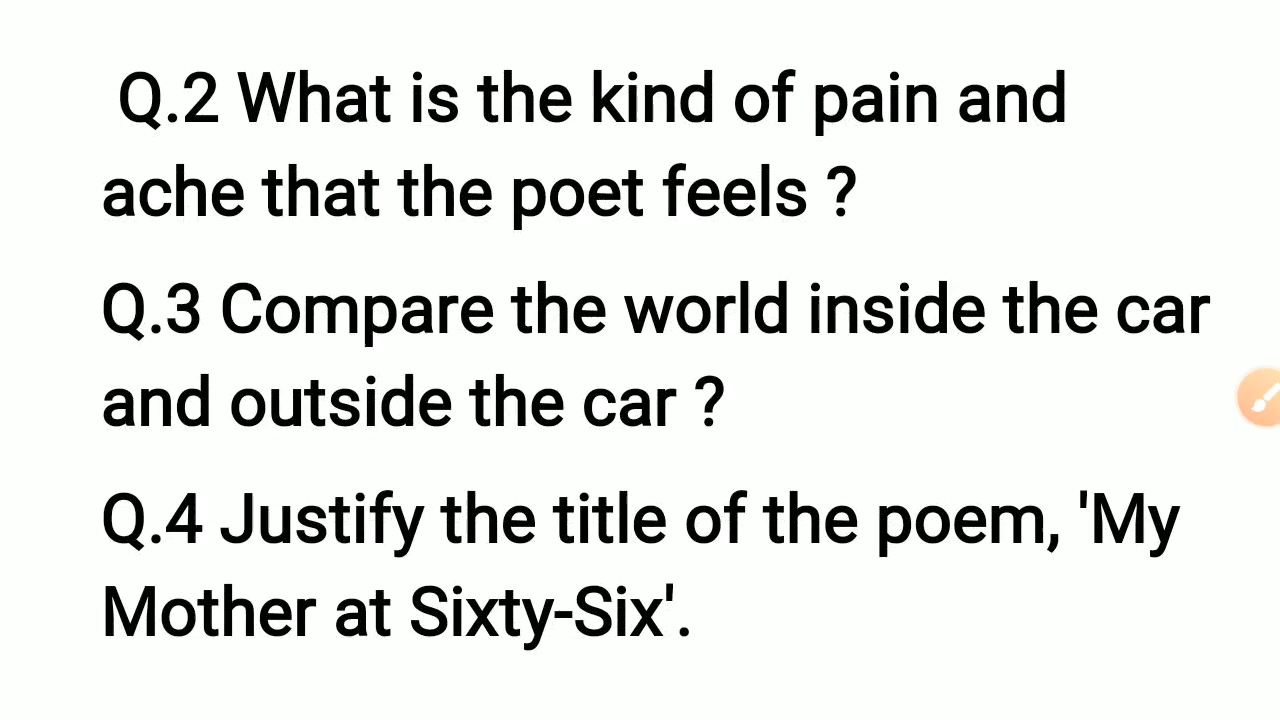 Q.2 What is the kind of pain and
ache that the poet feels ?
Q.3 Compare the world inside the car
and outside the car ?
Q.4 Justify the title of the poem, 'My
Mother at Sixty-Six'.